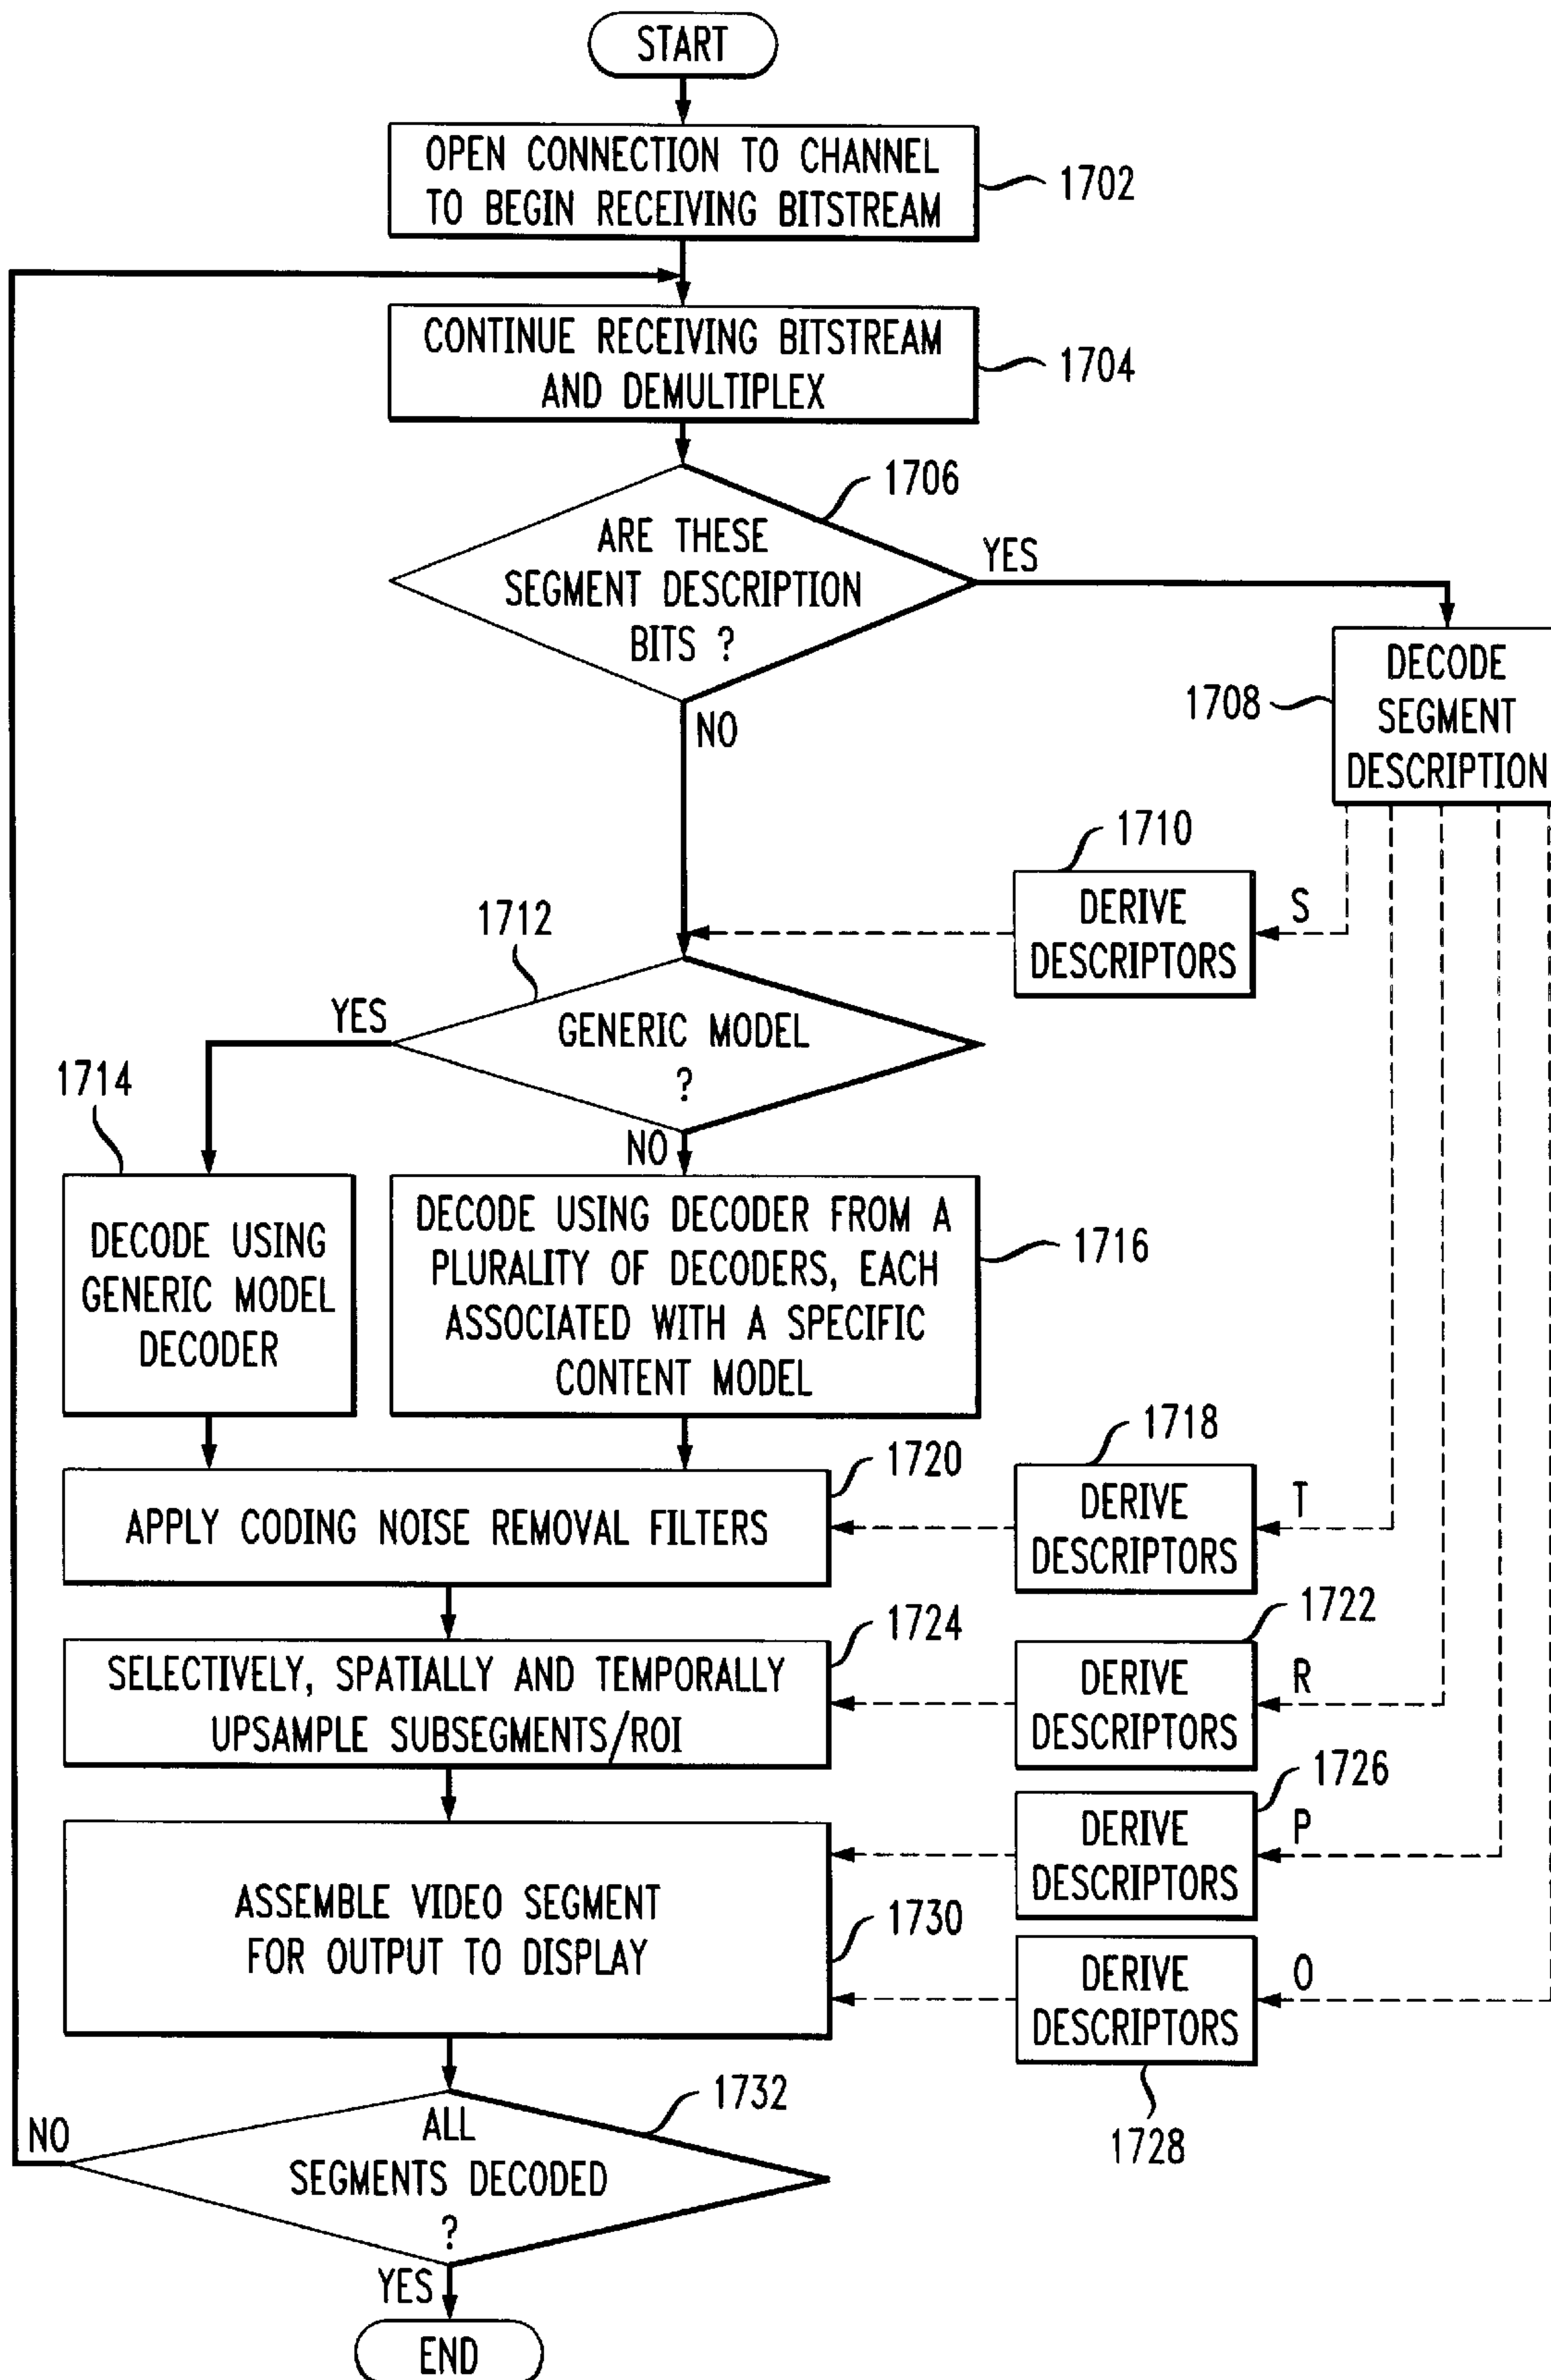 START
OPEN CONNECTION TO CHANNEL
TO BEGIN RECEIVING BITSTREAM
1702
CONTINUE RECEIVING BITSTREAM
AND DEMULTIPLEX
1704
1706
ARE THESE
SEGMENT DESCRIPTION
BITS ?
YES
NO
DECODE
SEGMENT
DESCRIPTION
1708
1710
DERIVE
DESCRIPTORS
S
1712
GENERIC MODEL
?
YES
NO
1714
DECODE USING
GENERIC MODEL
DECODER
DECODE USING DECODER FROM A
PLURALITY OF DECODERS, EACH
ASSOCIATED WITH A SPECIFIC
CONTENT MODEL
1716
1718
1720
APPLY CODING NOISE REMOVAL FILTERS
DERIVE
DESCRIPTORS
T
1722
1724
SELECTIVELY, SPATIALLY AND TEMPORALLY
UPSAMPLE SUBSEGMENTS/ROI
DERIVE
DESCRIPTORS
R
1726
DERIVE
DESCRIPTORS
P
ASSEMBLE VIDEO SEGMENT
FOR OUTPUT TO DISPLAY
1730
DERIVE
DESCRIPTORS
O
1728
1732
ALL
SEGMENTS DECODED
?
NO
YES
END